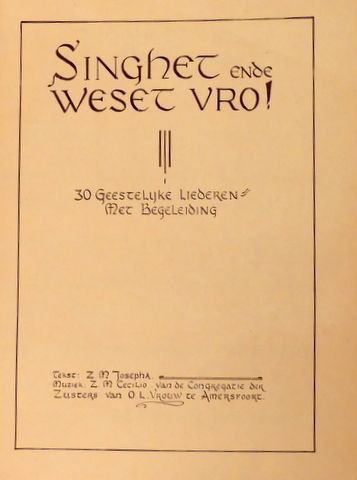 SINGHET ENDE
WESET VRO!
30 GEESTELIJKE LIEDEREN
MET BEGELEIDING
TEKST: Z. M. JOSEPHA.
MUZIEK: Z. M. CECILIO VAN DE CONGREGATIE DER
ZUSTERS VAN O.L. VROUW TE AMERSFOORT.